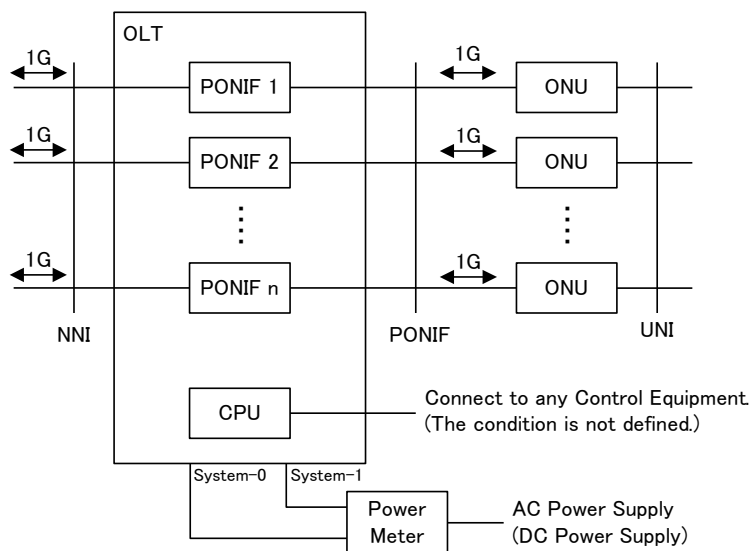 OLT
1G
PONIF 1
1G
ONU
1G
PONIF 2
1G
ONU
1G
PONIF n
1G
ONU
NNI
PONIF
UNI
CPU
Connect to any Control Equipment.
(The condition is not defined.)
System-0
System-1
Power
Meter
AC Power Supply
(DC Power Supply)